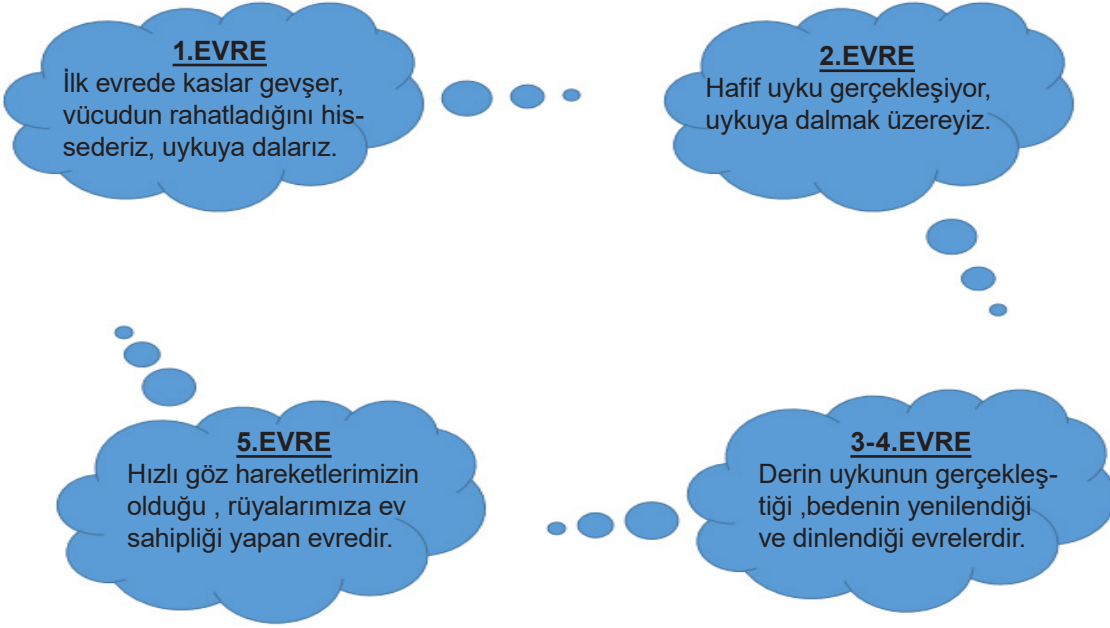 1.EVRE
İlk evrede kaslar gevşer,
vücudun rahatladığını his-
sederiz, uykuya dalarız.
2.EVRE
Hafif uyku gerçekleşiyor,
uykuya dalmak üzereyiz.
3-4.EVRE
Derin uykunun gerçekleş-
tiği ,bedenin yenilendiği
ve dinlendiği evrelerdir.
5.EVRE
Hızlı göz hareketlerimizin
olduğu , rüyalarımıza ev
sahipliği yapan evredir.